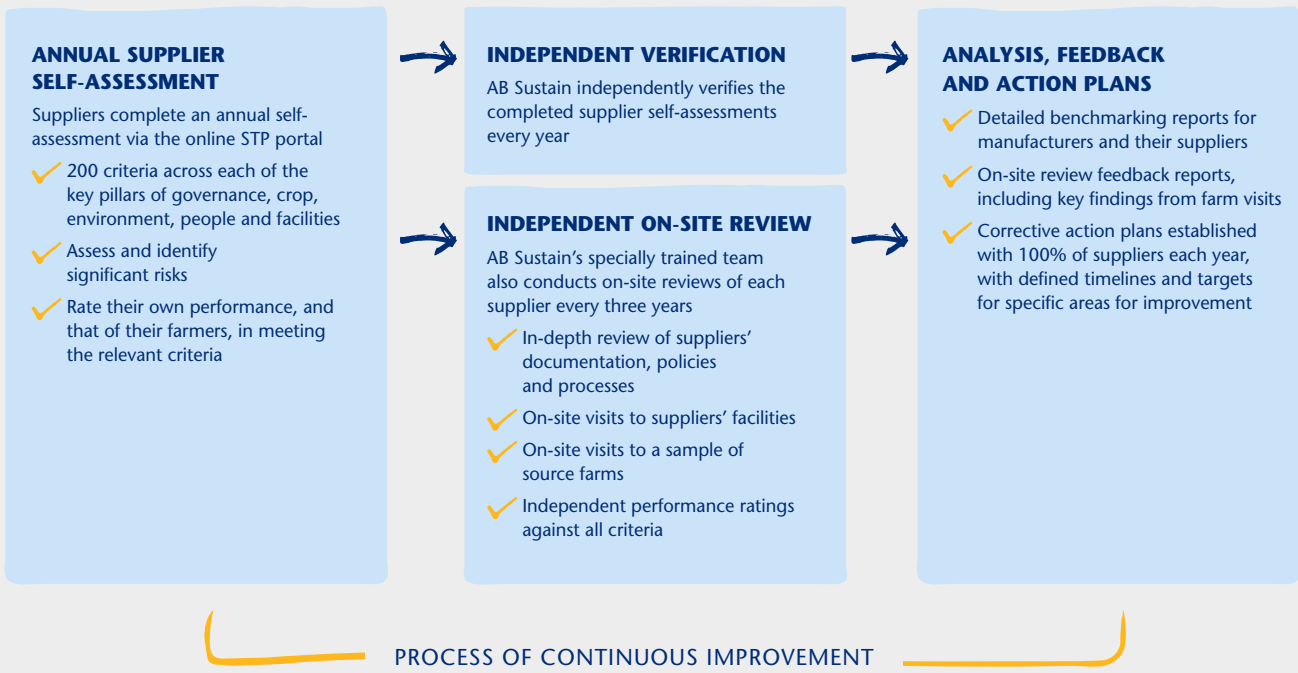 ANNUAL SUPPLIER
SELF-ASSESSMENT
Suppliers complete an annual self-
assessment via the online STP portal
200 criteria across each of the
key pillars of governance, crop,
environment, people and facilities
Assess and identify
significant risks
Rate their own performance, and
that of their farmers, in meeting
the relevant criteria
INDEPENDENT VERIFICATION
AB Sustain independently verifies the
completed supplier self-assessments
every year
INDEPENDENT ON-SITE REVIEW
AB Sustain’s specially trained team
also conducts on-site reviews of each
supplier every three years
In-depth review of suppliers’
documentation, policies
and processes
On-site visits to suppliers’ facilities
On-site visits to a sample of
source farms
Independent performance ratings
against all criteria
ANALYSIS, FEEDBACK
AND ACTION PLANS
Detailed benchmarking reports for
manufacturers and their suppliers
On-site review feedback reports,
including key findings from farm visits
Corrective action plans established
with 100% of suppliers each year,
with defined timelines and targets
for specific areas for improvement
PROCESS OF CONTINUOUS IMPROVEMENT